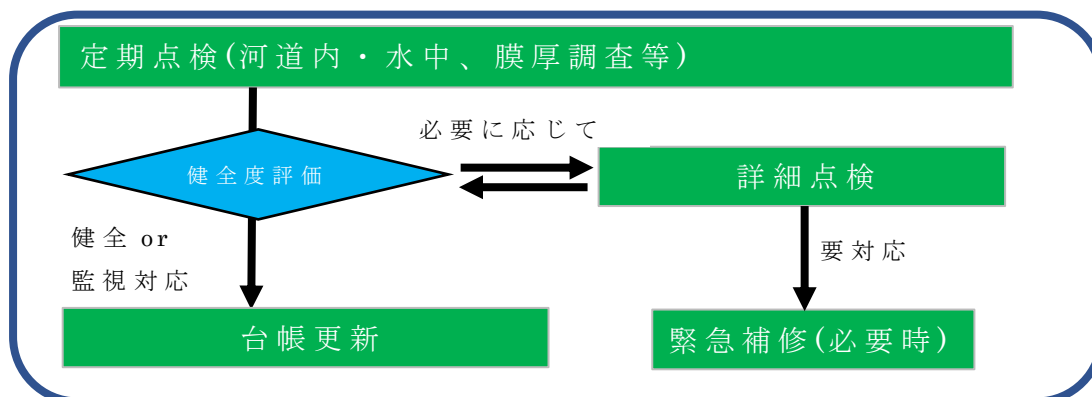 定期点検(河道内・水中、膜厚調査等)
必要に応じて
健全度評価
詳細点検
健全 or
監視対応
要対応
台帳更新
緊急補修(必要時)